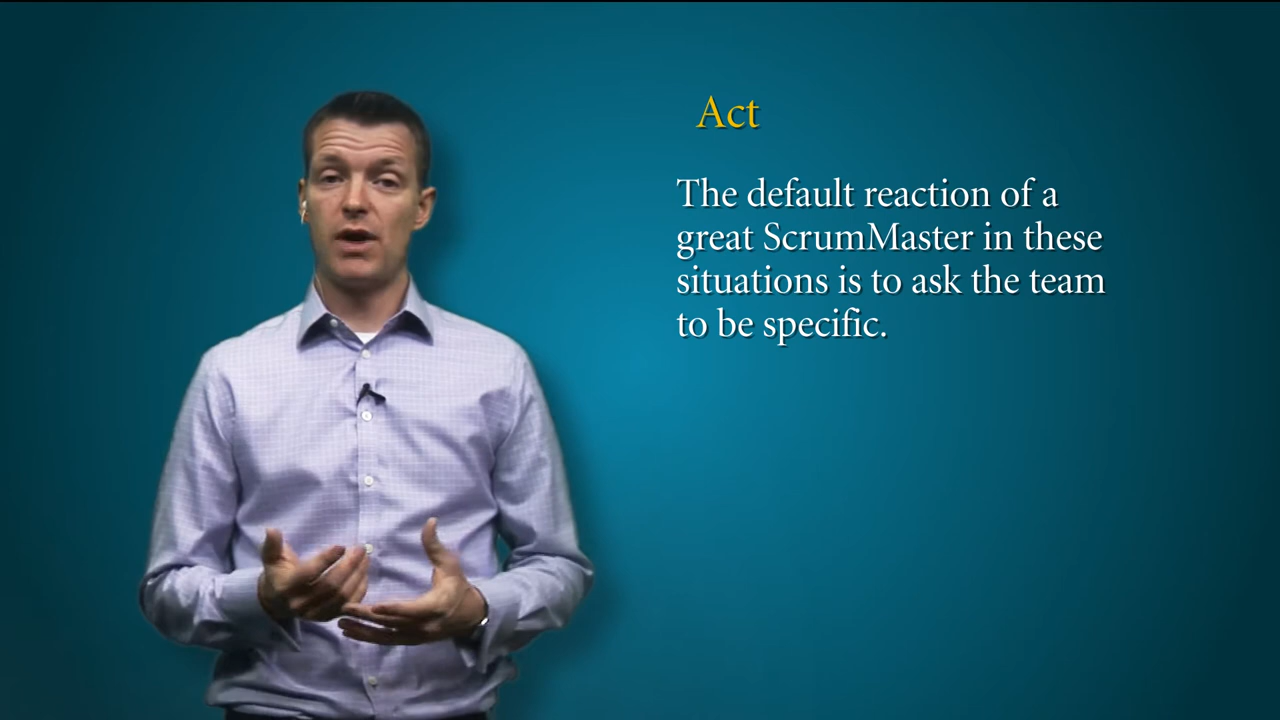 Act
The default reaction of a
great ScrumMaster in these
situations is to ask the team
to be specific.